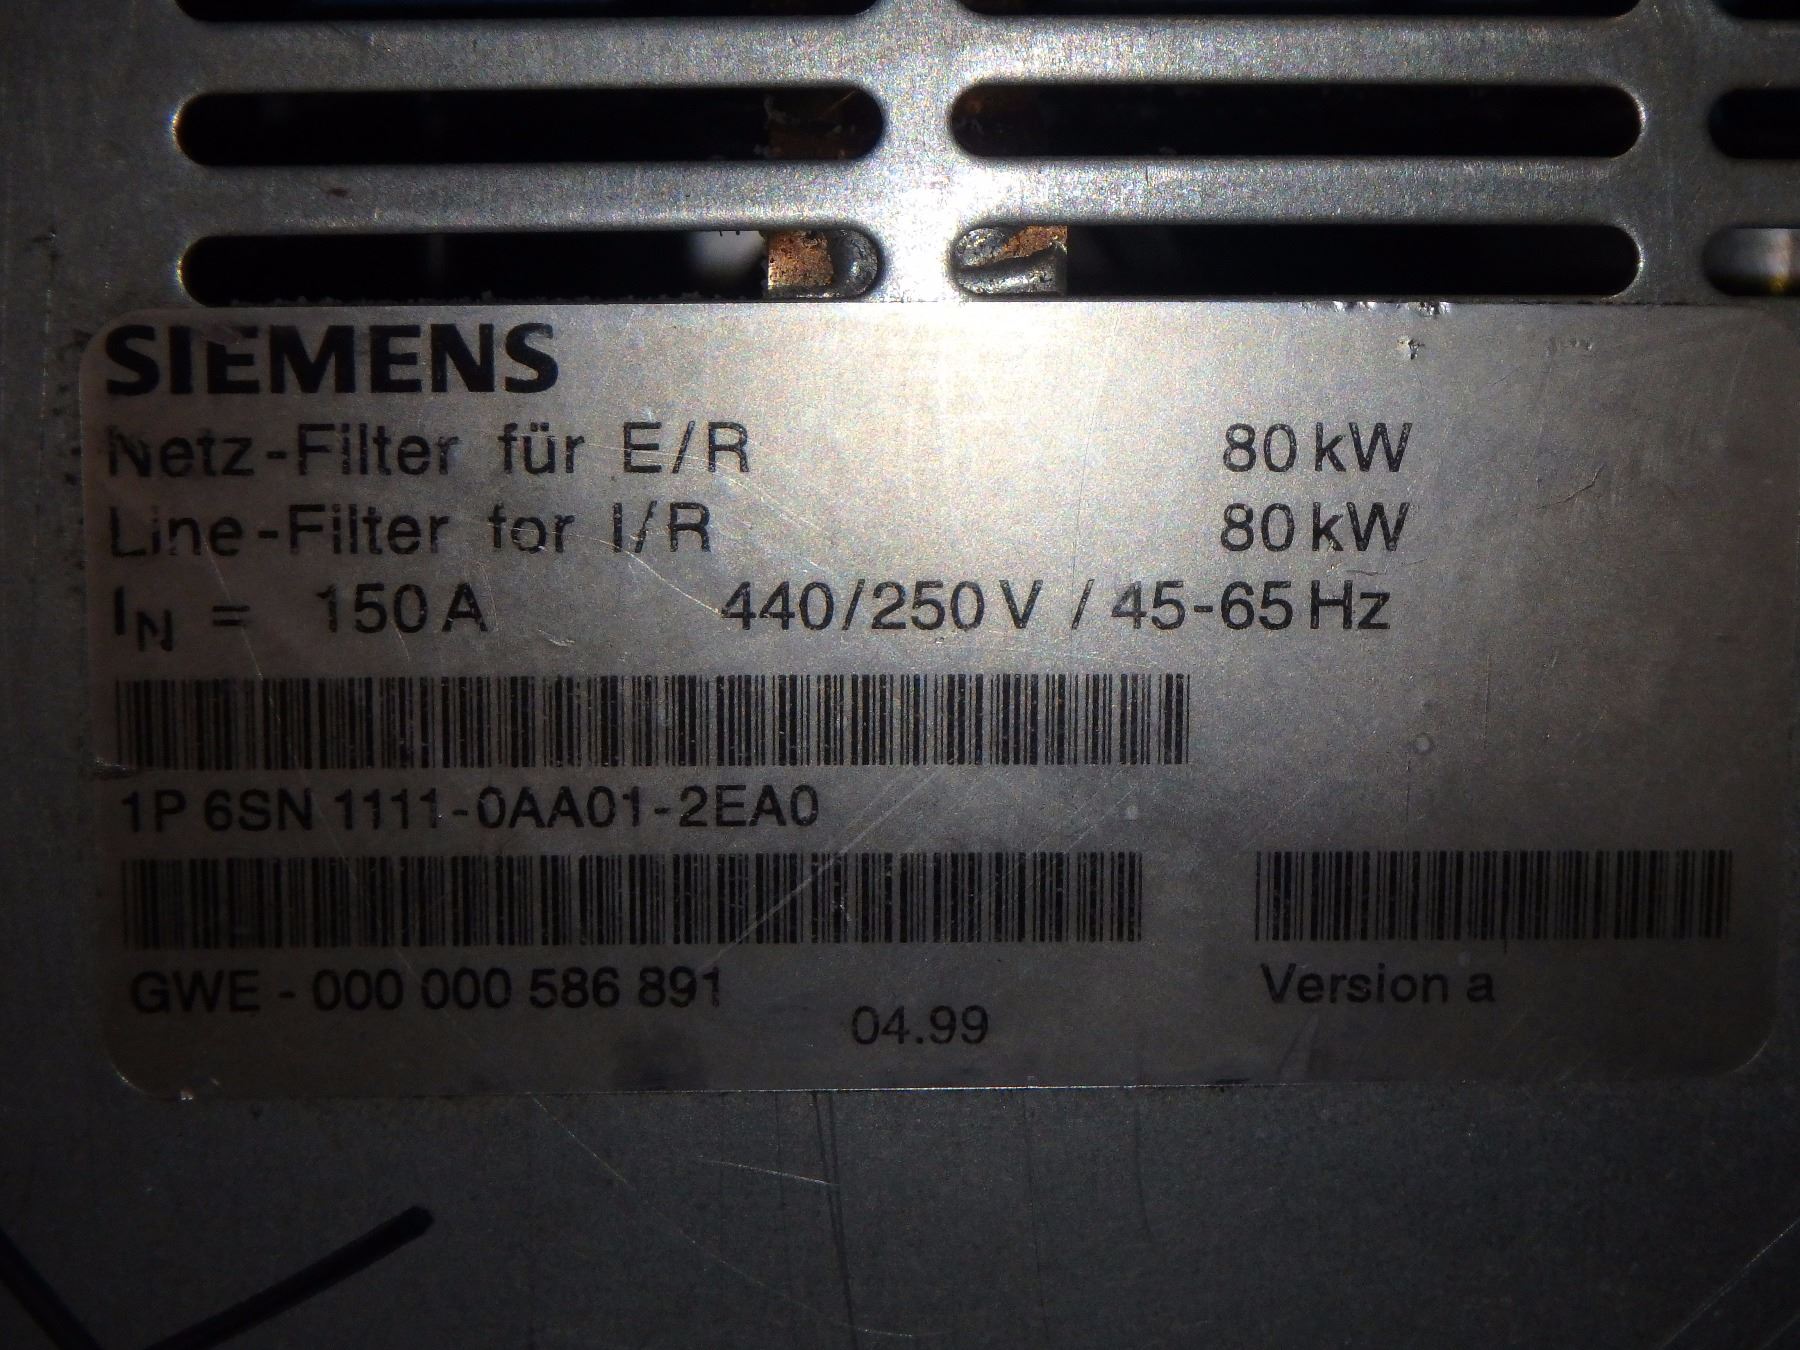 SIEMENS
Netz-Filter für E/R 80 kW
Line-Filter for I/R 80 kW
IN = 150 A 440/250 V / 45-65 Hz
1P 6SN 1111-0AA01-2EA0
GWE - 000 000 586 891 Version a
04.99